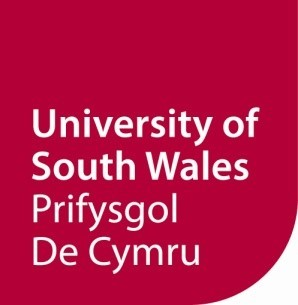 University of
South Wales
Prifysgol
De Cymru